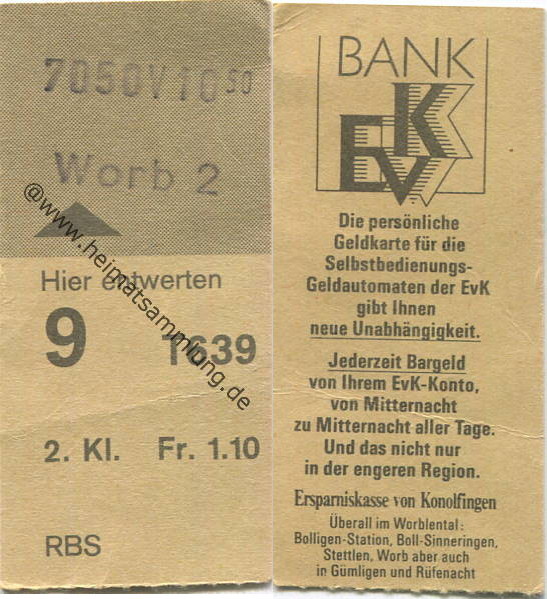 7050V10 50
Worb 2
Hier entwerten
9 1639
2. Kl. Fr. 1.10
RBS
@www.heimatsammlung.de
BANK
EvK
Die persönliche
Geldkarte für die
Selbstbedienungs-
Geldautomaten der EvK
gibt Ihnen
neue Unabhängigkeit.
Jederzeit Bargeld
von Ihrem EvK-Konto,
von Mitternacht
zu Mitternacht aller Tage.
Und das nicht nur
in der engeren Region.
Ersparniskasse von Konolfingen
Überall im Worblental:
Bolligen-Station, Boll-Sinneringen,
Stettlen, Worb aber auch
in Gümligen und Rüfenacht